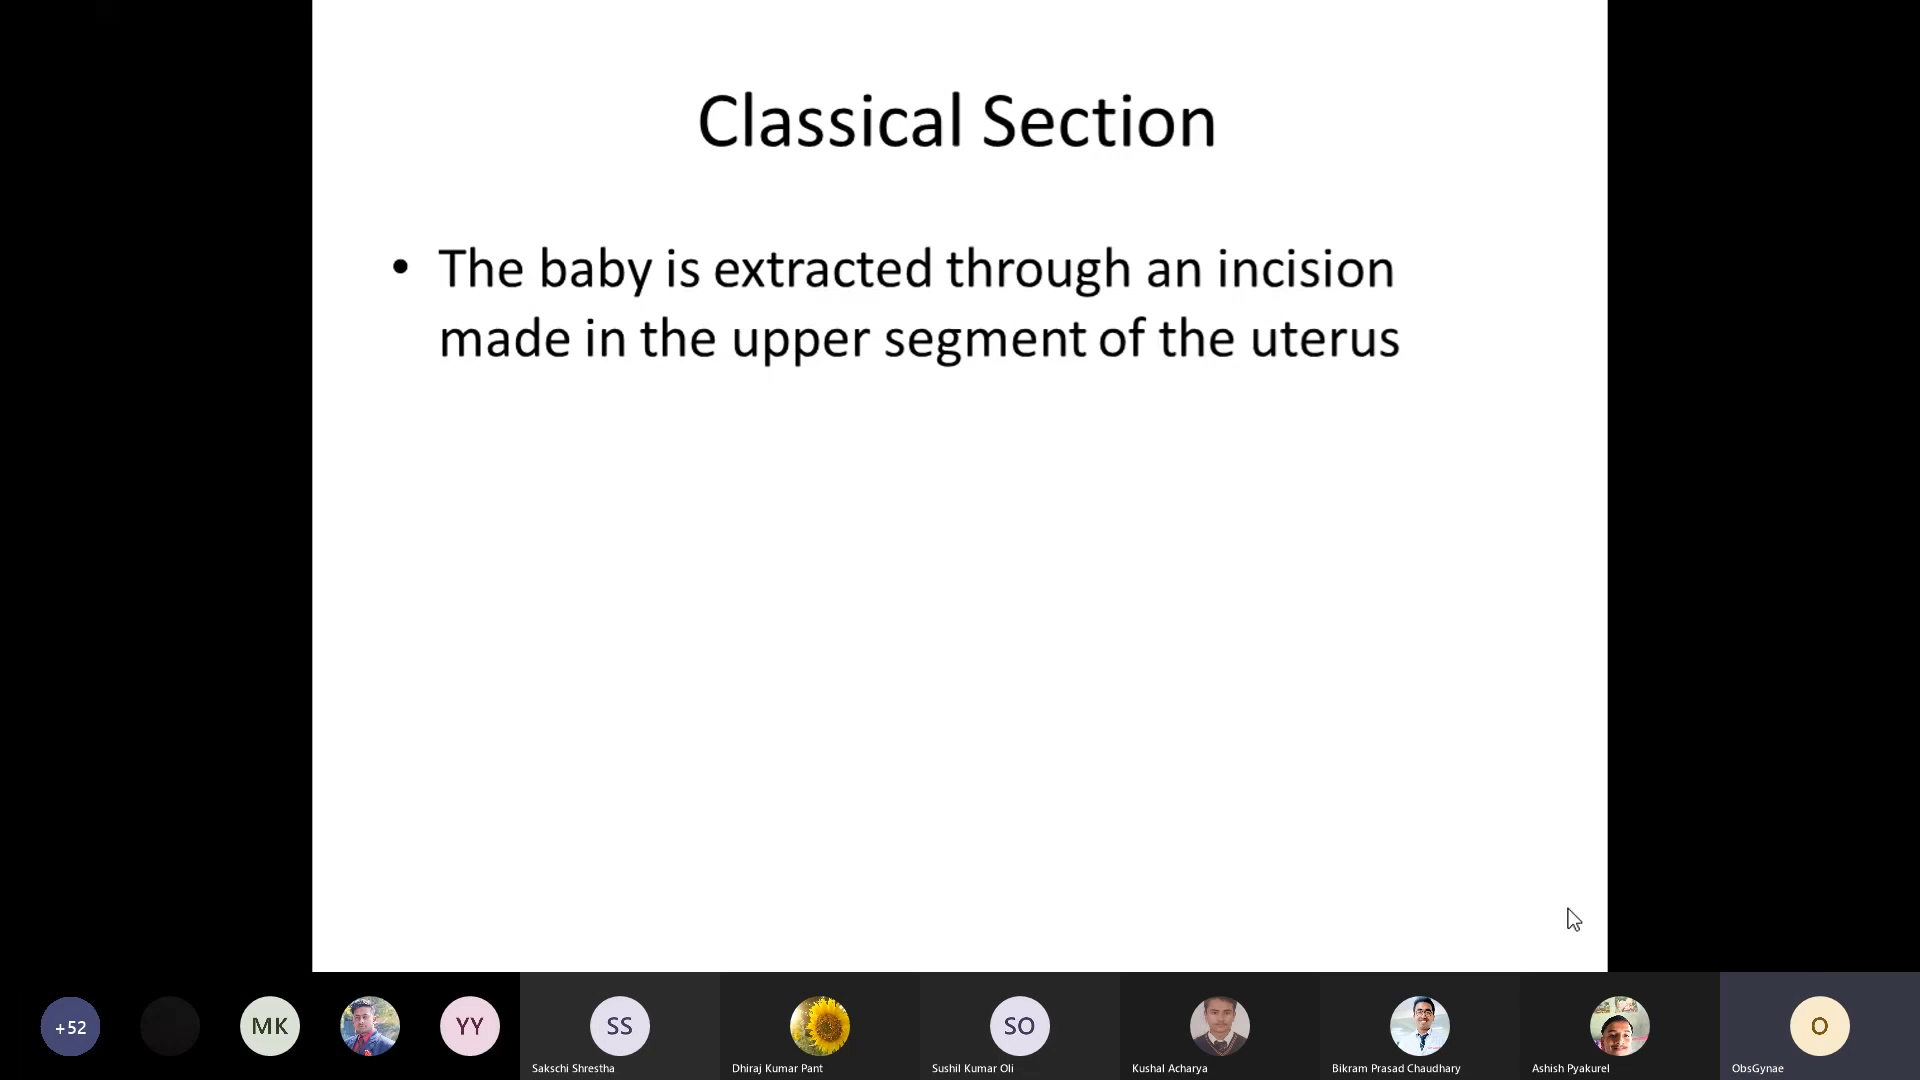 Classical Section
• The baby is extracted through an incision
made in the upper segment of the uterus
+52
MK
YY
SS
SO
O
Sakschi Shrestha
Dhiraj Kumar Pant
Sushil Kumar Oli
Kushal Acharya
Bikram Prasad Chaudhary
Ashish Pyakurel
ObsGynae